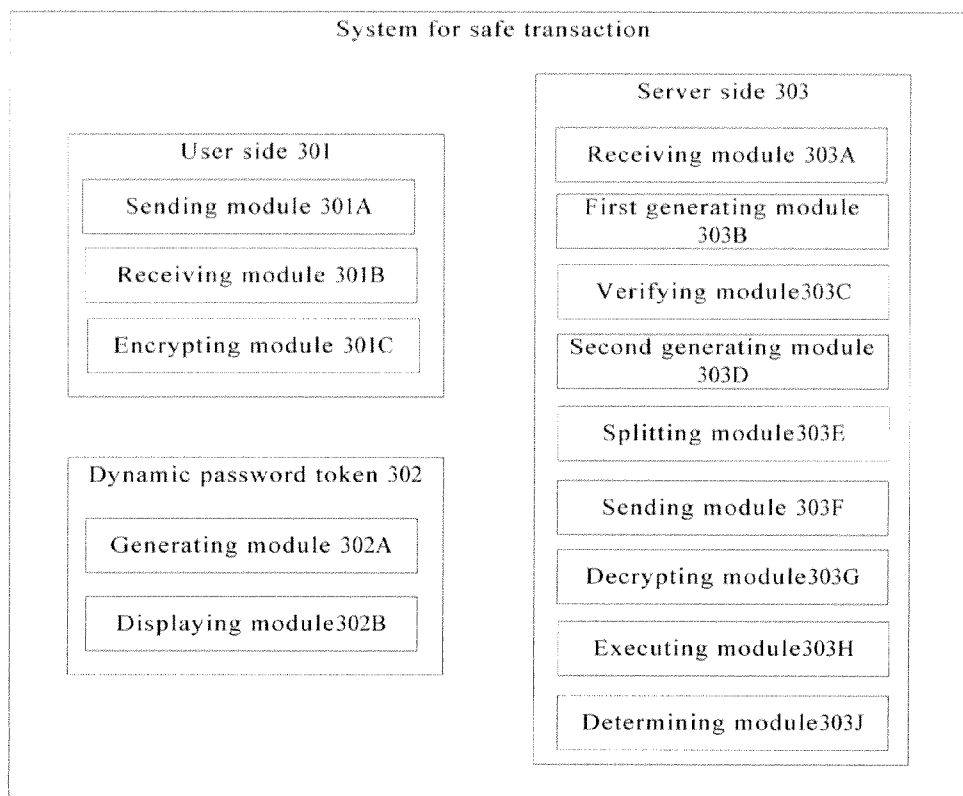 System for safe transaction
User side 301
Sending module 301A
Receiving module 301B
Encrypting module 301C
Dynamic password token 302
Generating module 302A
Displaying module302B
Server side 303
Receiving module 303A
First generating module
303B
Verifying module303C
Second generating module
303D
Splitting module303E
Sending module 303F
Decrypting module303G
Executing module303H
Determining module303J